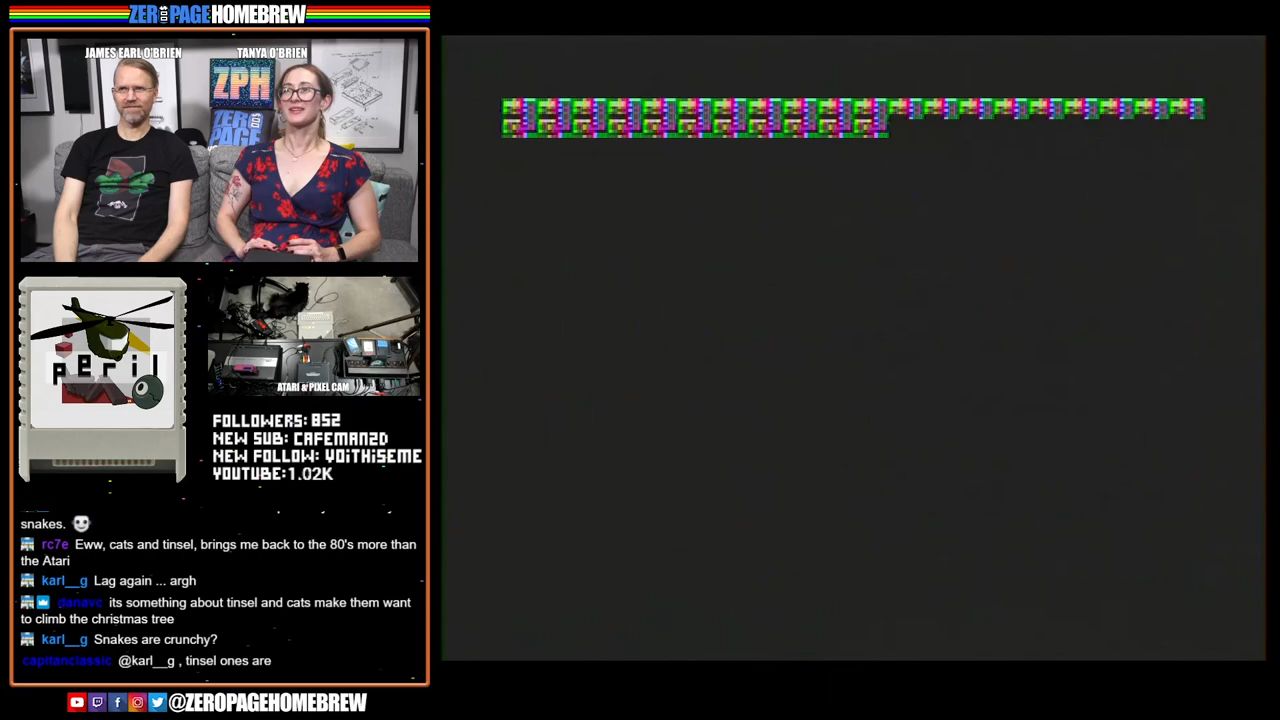 ZEROPAGE HOMEBREW
JAMES EARL O'BRIEN
TANYA O'BRIEN
ZPH
ZERO
PAGE
peril
ATARI & PIXEL CAM
FOLLOWERS: 852
NEW SUB: CAFEMAN2D
NEW FOLLOW: VOITHISEME
YOUTUBE:1.02K
snakes.
rc7e Eww, cats and tinsel, brings me back to the 80's more than
the Atari
karl__g Lag again ... argh
danavc its something about tinsel and cats make them want
to climb the christmas tree
karl__g Snakes are crunchy?
capitanclassic @karl__g , tinsel ones are
@ZEROPAGEHOMEBREW